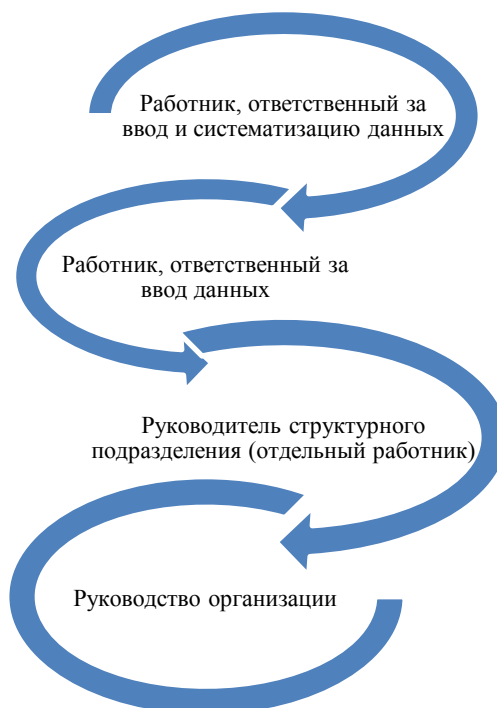 Работник, ответственный за
ввод и систематизацию данных
Работник, ответственный за
ввод данных
Руководитель структурного
подразделения (отдельный работник)
Руководство организации